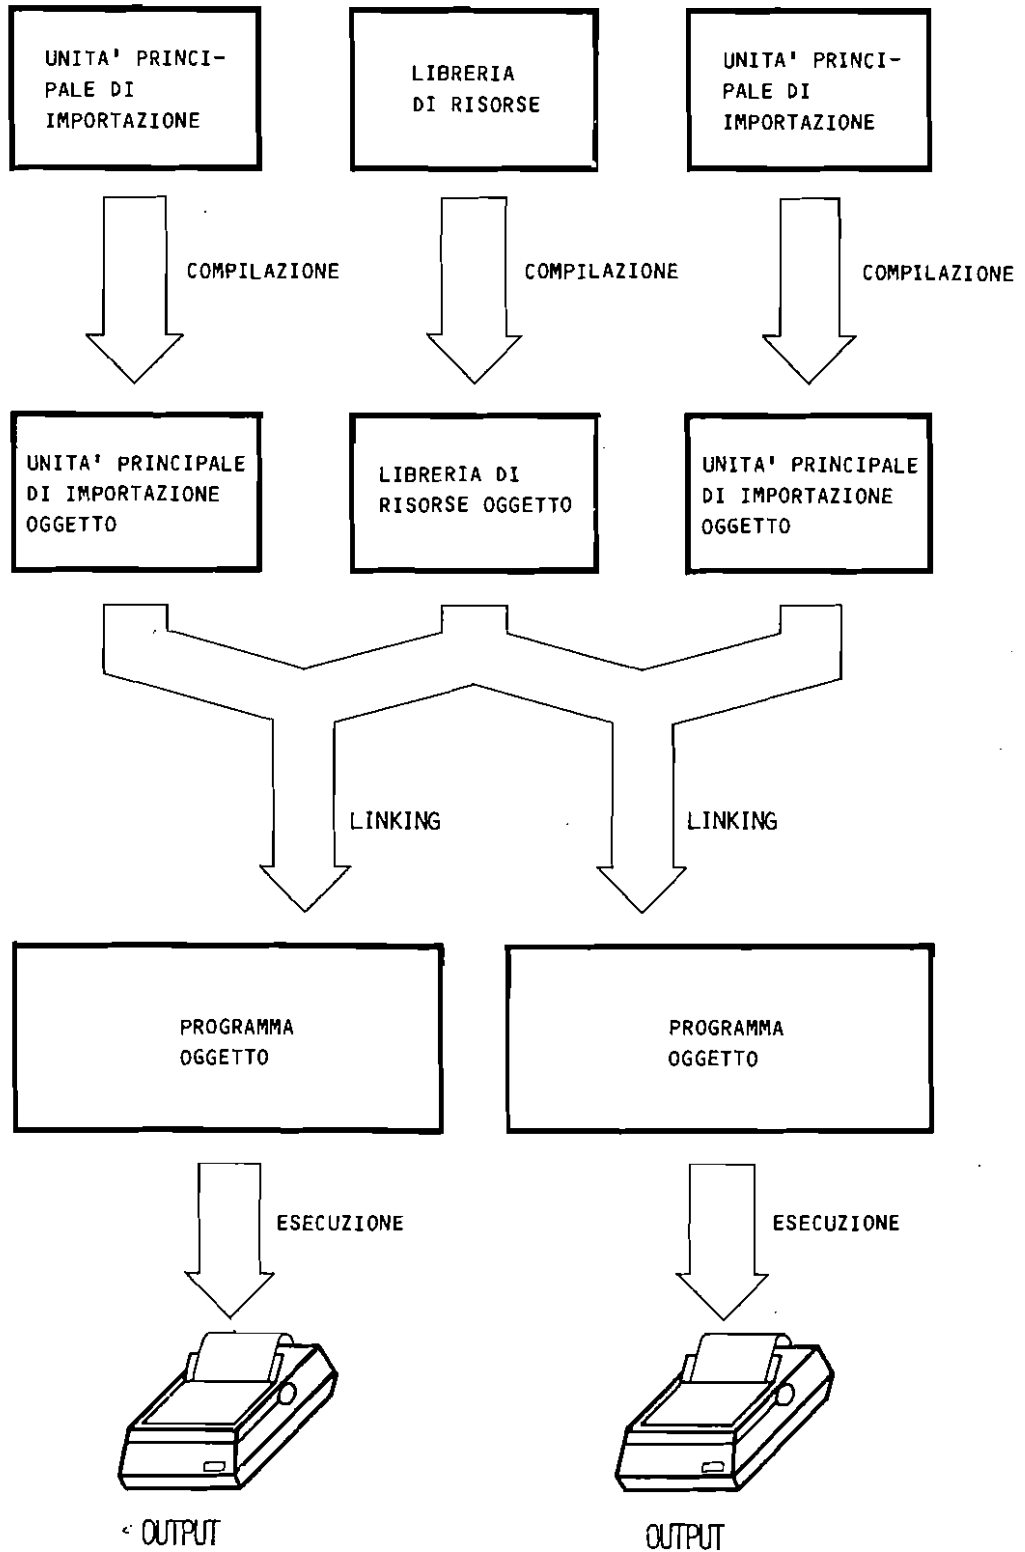 UNITA' PRINCI-
PALE DI
IMPORTAZIONE
LIBRERIA
DI RISORSE
UNITA' PRINCI-
PALE DI
IMPORTAZIONE
COMPILAZIONE
COMPILAZIONE
COMPILAZIONE
UNITA' PRINCIPALE
DI IMPORTAZIONE
OGGETTO
LIBRERIA DI
RISORSE OGGETTO
UNITA' PRINCIPALE
DI IMPORTAZIONE
OGGETTO
LINKING
LINKING
PROGRAMMA
OGGETTO
PROGRAMMA
OGGETTO
ESECUZIONE
ESECUZIONE
OUTPUT
OUTPUT